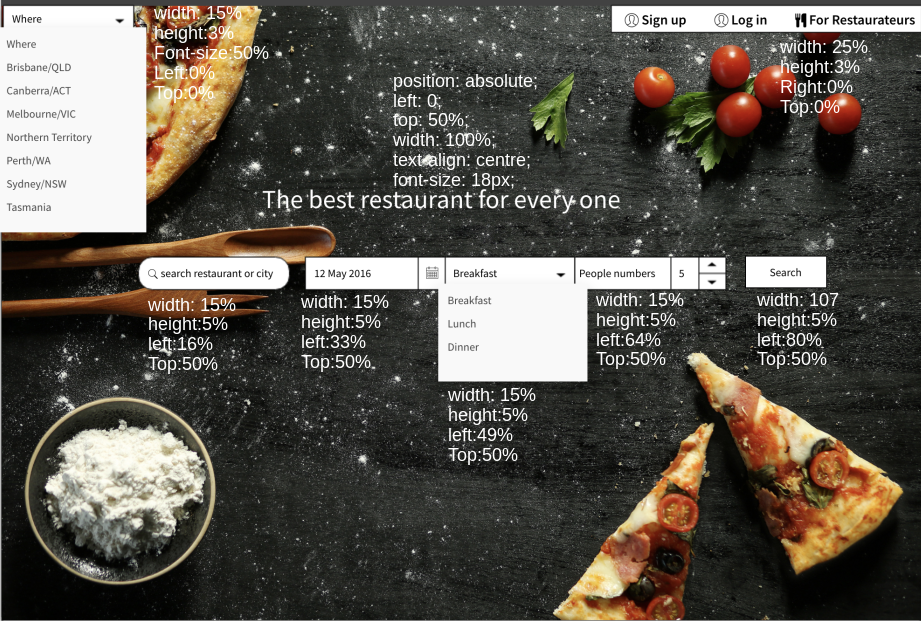 Where
Where
Brisbane/QLD
Canberra/ACT
Melbourne/VIC
Northern Territory
Perth/WA
Sydney/NSW
Tasmania
width: 15%
height:3%
Font-size:50%
Left:0%
Top:0%
Sign up
Log in
For Restaurateurs
width: 25%
height:3%
Right:0%
Top:0%
position: absolute;
left: 0;
top: 50%;
width: 100%;
text-align: centre;
font-size: 18px;
The best restaurant for every one
search restaurant or city
12 May 2016
Breakfast
People numbers
5
Search
Breakfast
Lunch
Dinner
width: 15%
height:5%
left:16%
Top:50%
width: 15%
height:5%
left:33%
Top:50%
width: 15%
height:5%
left:49%
Top:50%
width: 15%
height:5%
left:64%
Top:50%
width: 107
height:5%
left:80%
Top:50%